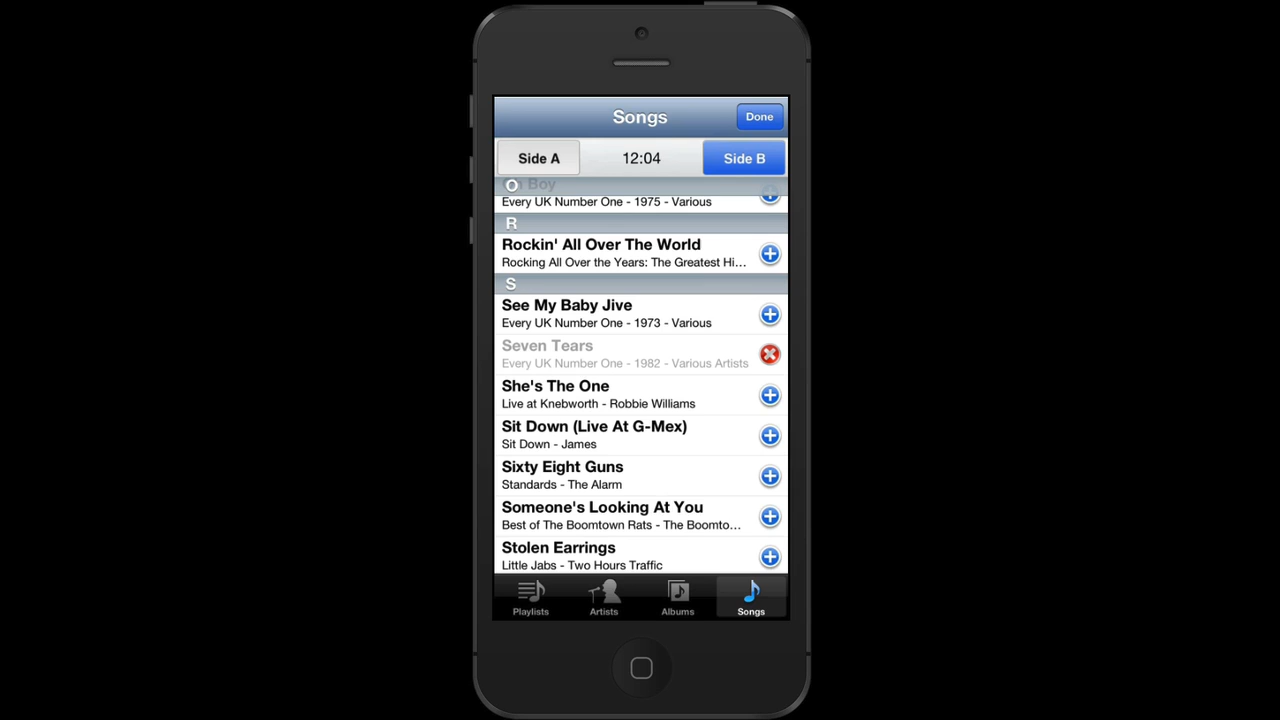 Songs
Done
Side A
12:04
Side B
O
Oh Boy
Every UK Number One - 1975 - Various
R
Rockin' All Over The World
Rocking All Over the Years: The Greatest Hi...
S
See My Baby Jive
Every UK Number One - 1973 - Various
Seven Tears
Every UK Number One - 1982 - Various Artists
She's The One
Live at Knebworth - Robbie Williams
Sit Down (Live At G-Mex)
Sit Down - James
Sixty Eight Guns
Standards - The Alarm
Someone's Looking At You
Best of The Boomtown Rats - The Boomto...
Stolen Earrings
Little Jabs - Two Hours Traffic
Playlists
Artists
Albums
Songs